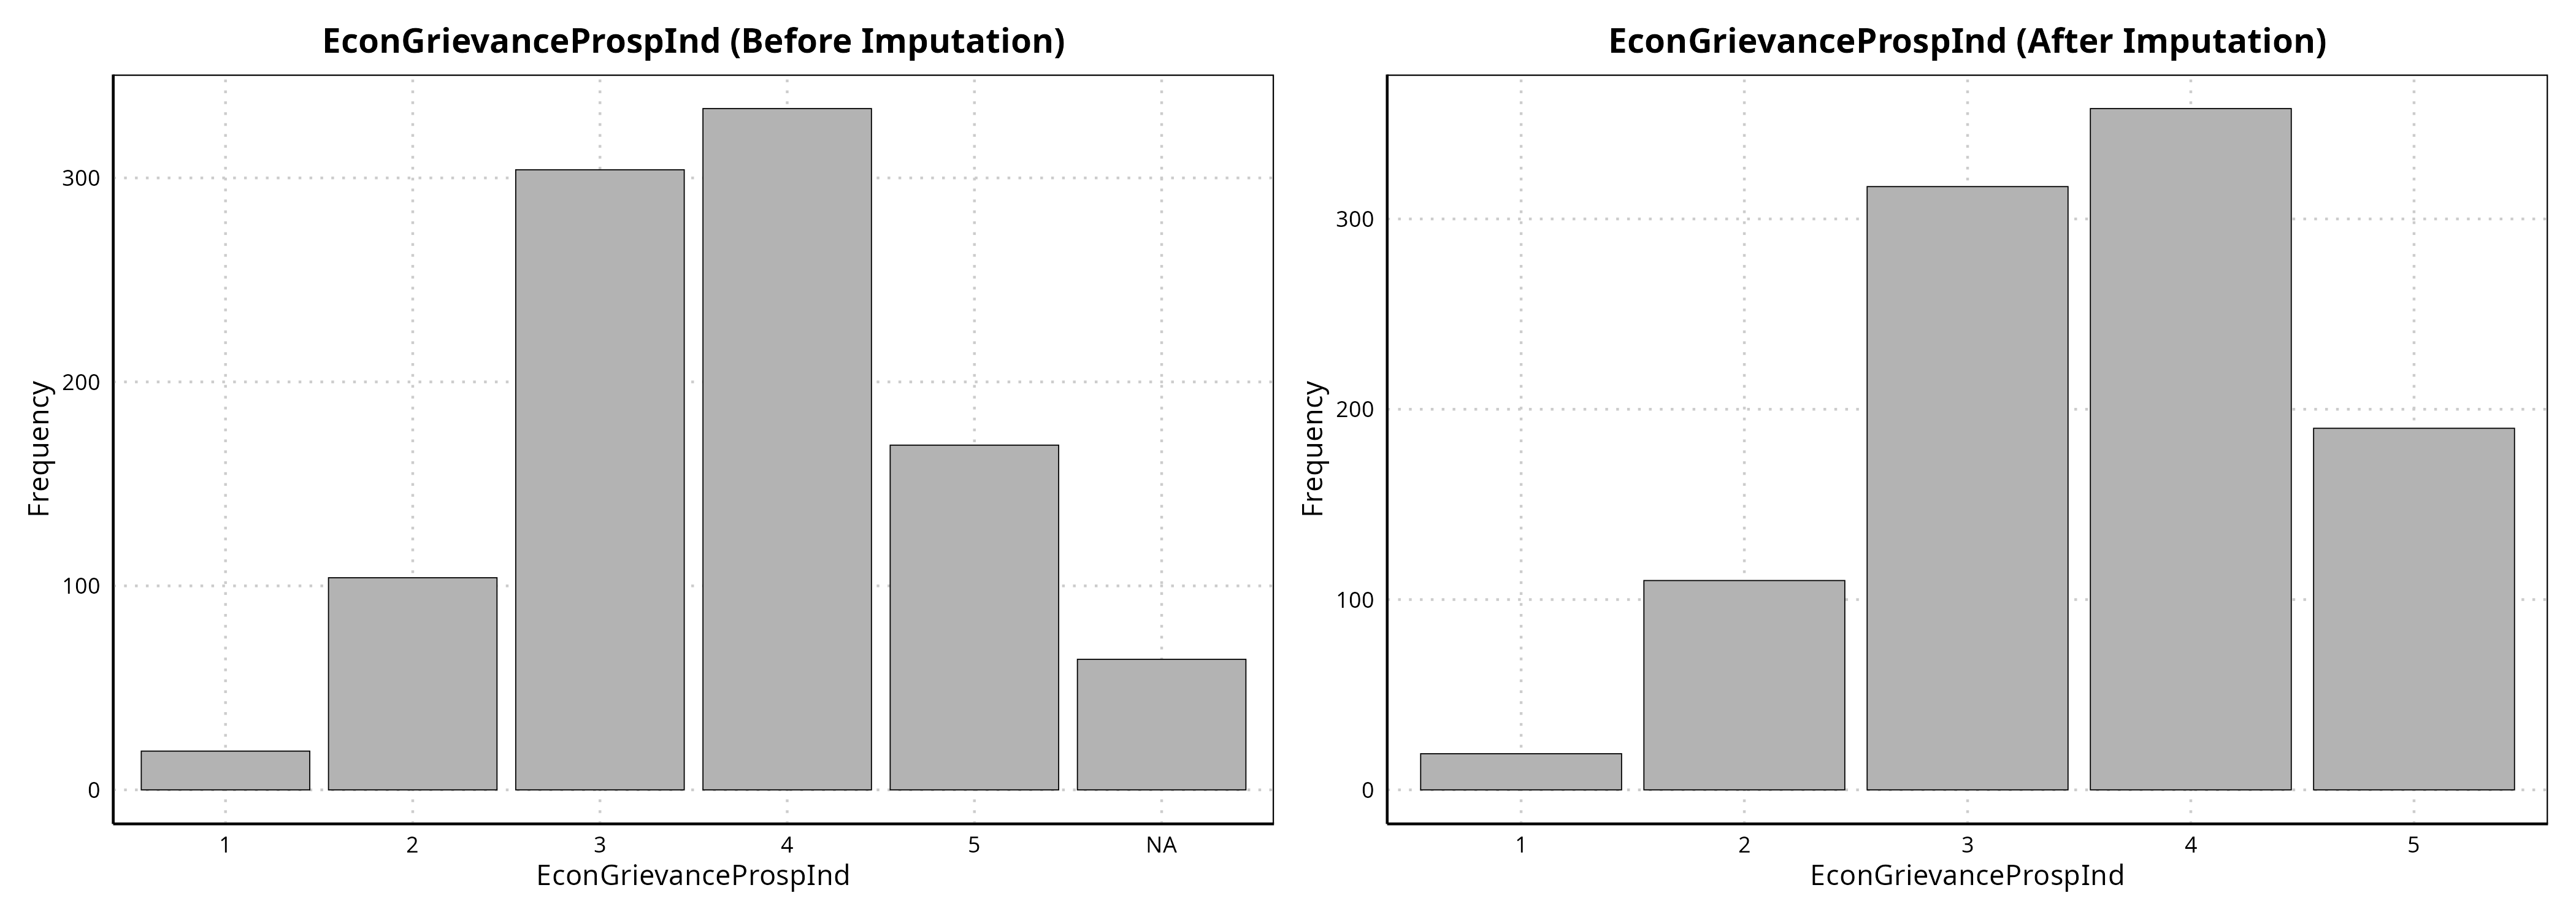 EconGrievanceProspInd (Before Imputation)
Frequency
300
200
100
0
1 2 3 4 5 NA
EconGrievanceProspInd
EconGrievanceProspInd (After Imputation)
Frequency
300
200
100
0
1 2 3 4 5
EconGrievanceProspInd